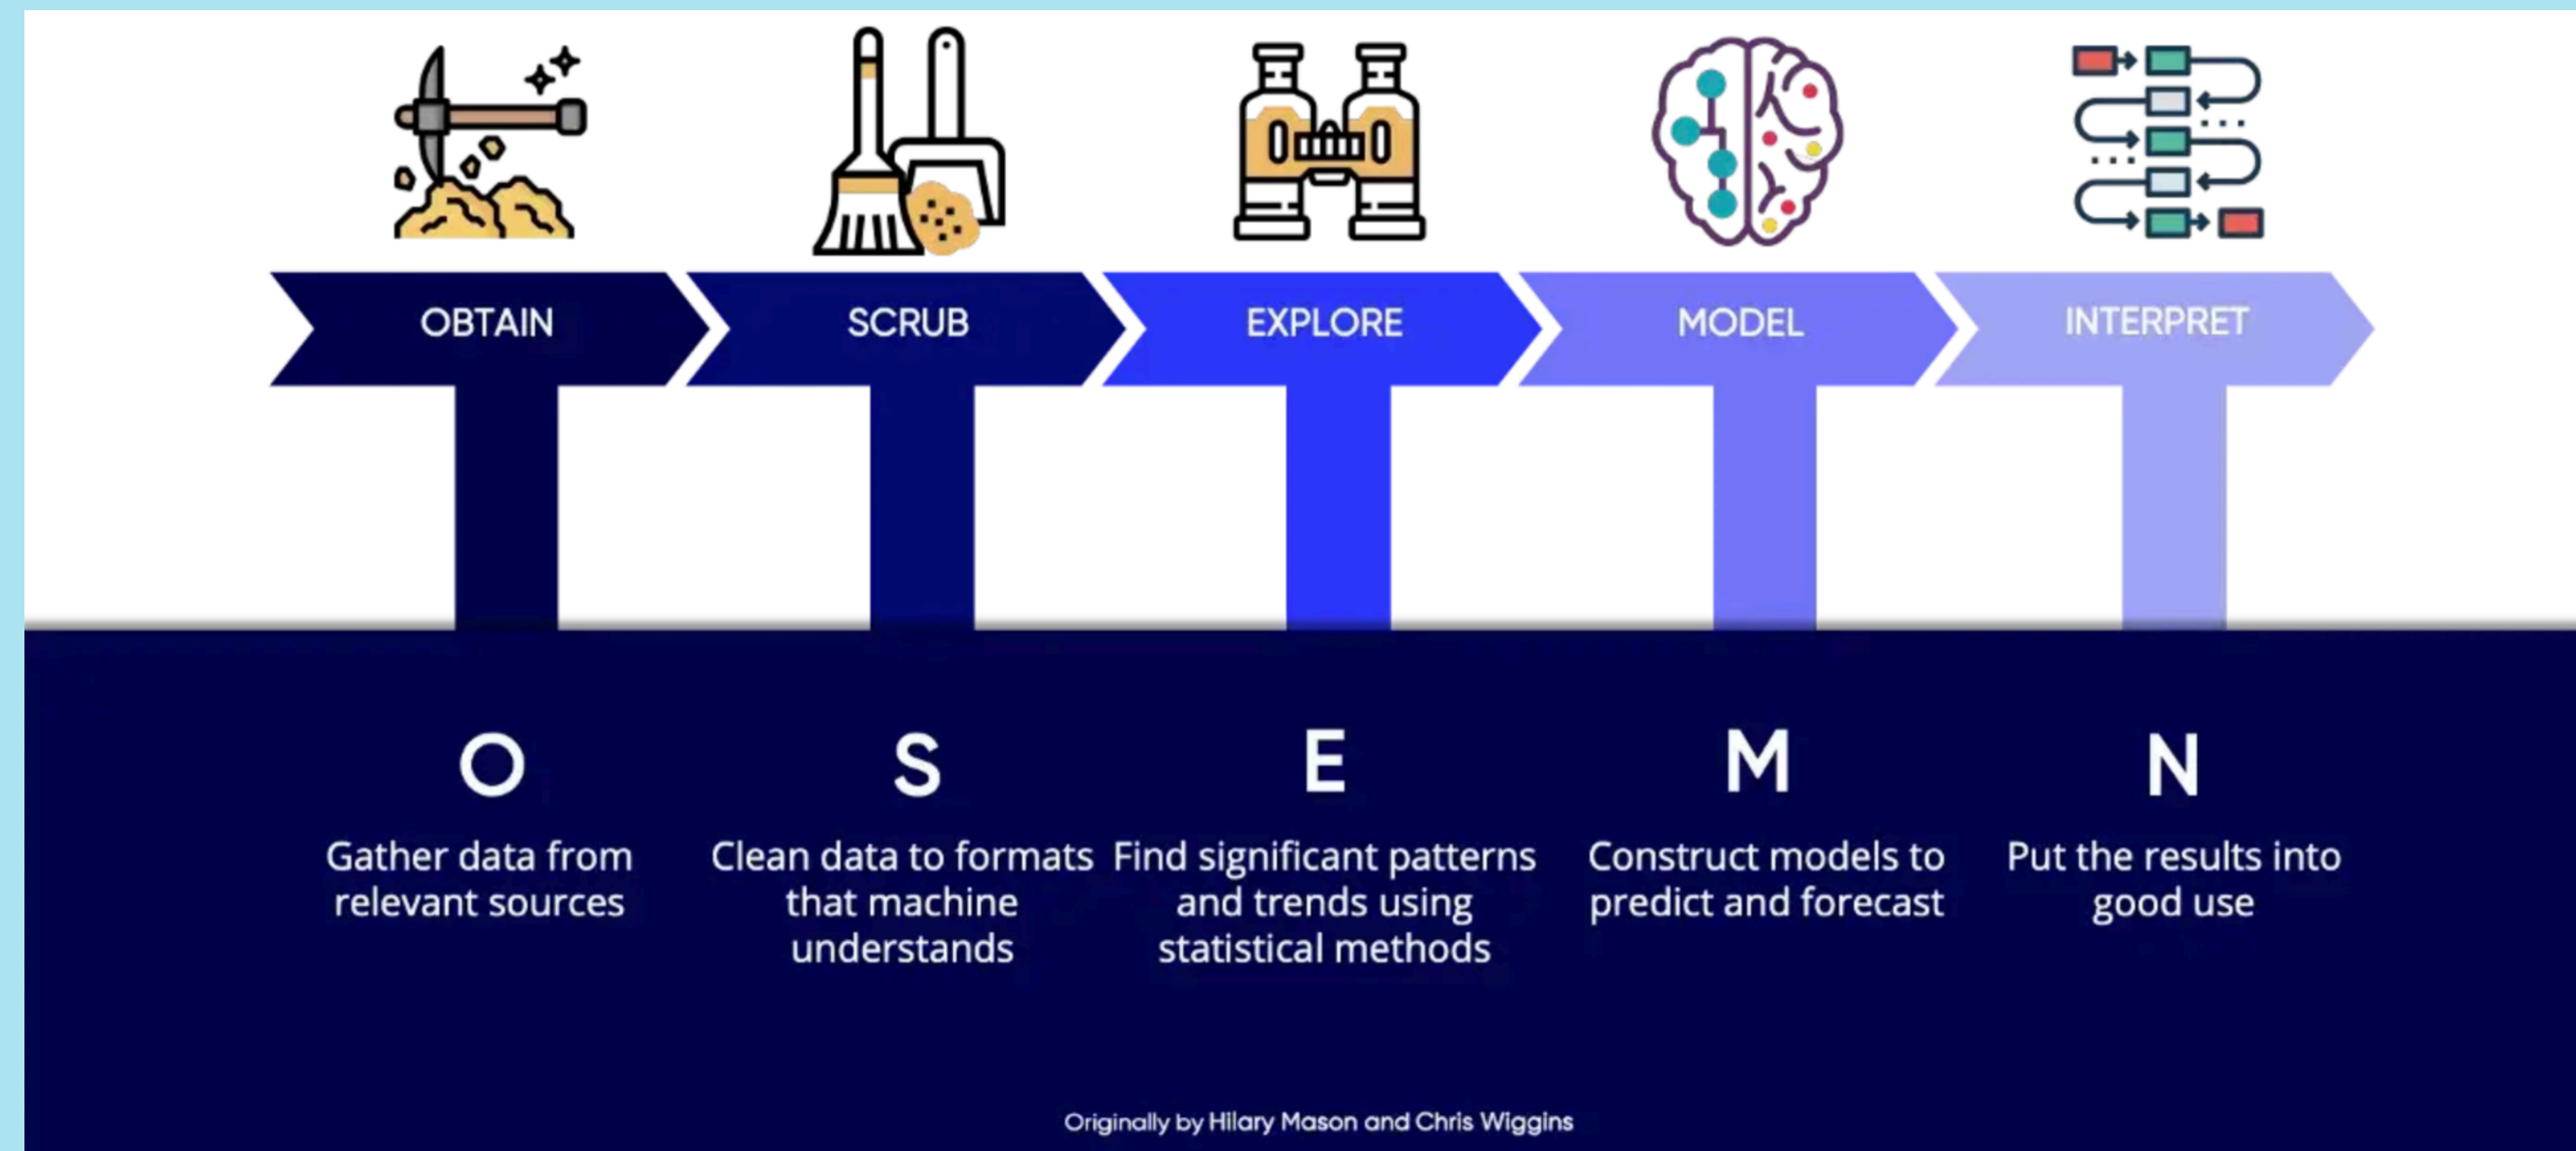 OBTAIN
SCRUB
EXPLORE
MODEL
INTERPRET
O
Gather data from
relevant sources
S
Clean data to formats
that machine
understands
E
Find significant patterns
and trends using
statistical methods
M
Construct models to
predict and forecast
N
Put the results into
good use
Originally by Hilary Mason and Chris Wiggins